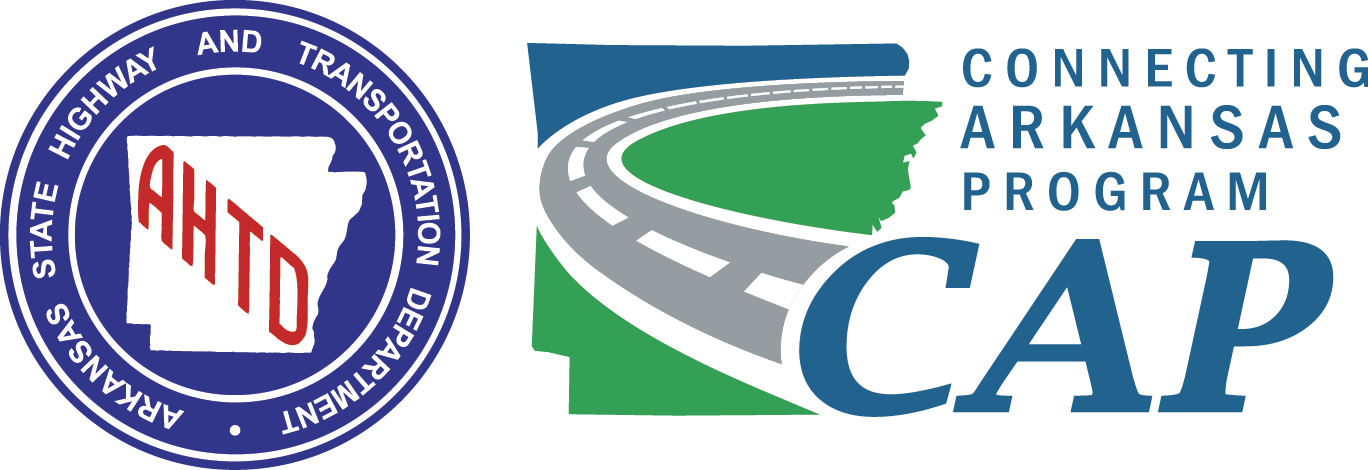 ARKANSAS STATE HIGHWAY AND TRANSPORTATION DEPARTMENT •
AHTD
CONNECTING
ARKANSAS
PROGRAM
CAP